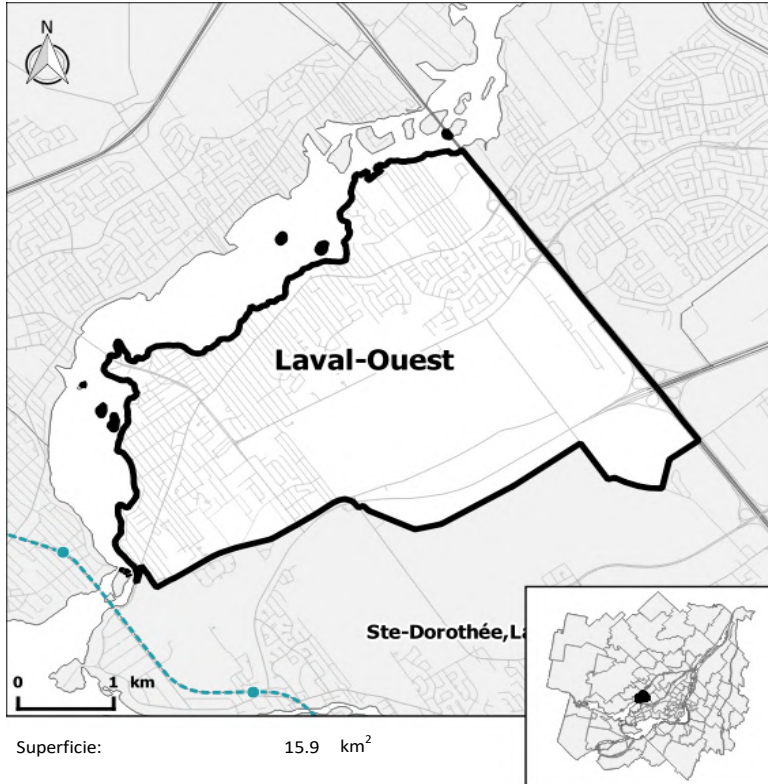 N
Laval-Ouest
Ste-Dorothée,La
0 1 km
Superficie: 15.9 km²